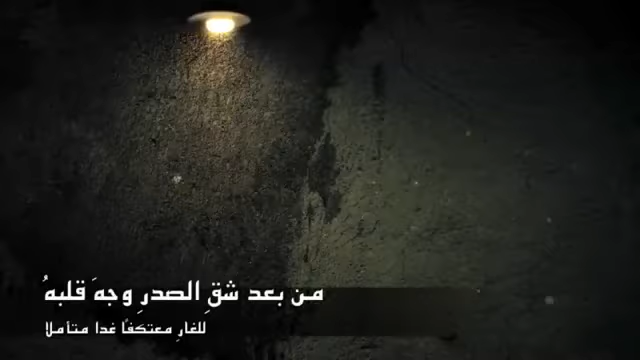 من بعد شقِ الصدرِ وجهَ قلبهُ
للغارِ معتكفًا غدا متأملا